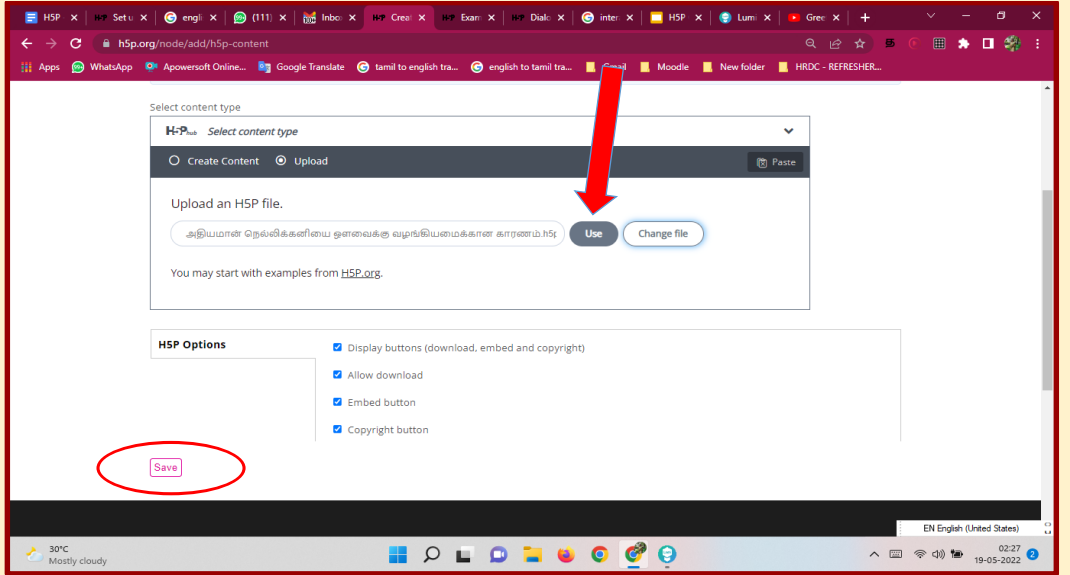 H5P
Set u
engli
(111)
Inbo
H5P Creat
H5P Exam
H5P Dialo
inter
H5P
Lumi
Gree
h5p.org/node/add/h5p-content
Apps
WhatsApp
Apowersoft Online...
Google Translate
tamil to english tra...
english to tamil tra...
Gmail
Moodle
New folder
HRDC - REFRESHER...
Select content type
H5P hub Select content type
Create Content Upload
Paste
Upload an H5P file.
அதியமான் நெல்லிக்கனியை ஔவைக்கு வழங்கியமைக்கான காரணம்.h5p
Use
Change file
You may start with examples from H5P.org.
H5P Options
Display buttons (download, embed and copyright)
Allow download
Embed button
Copyright button
Save
EN English (United States)
30°C
Mostly cloudy
02:27
19-05-2022
2